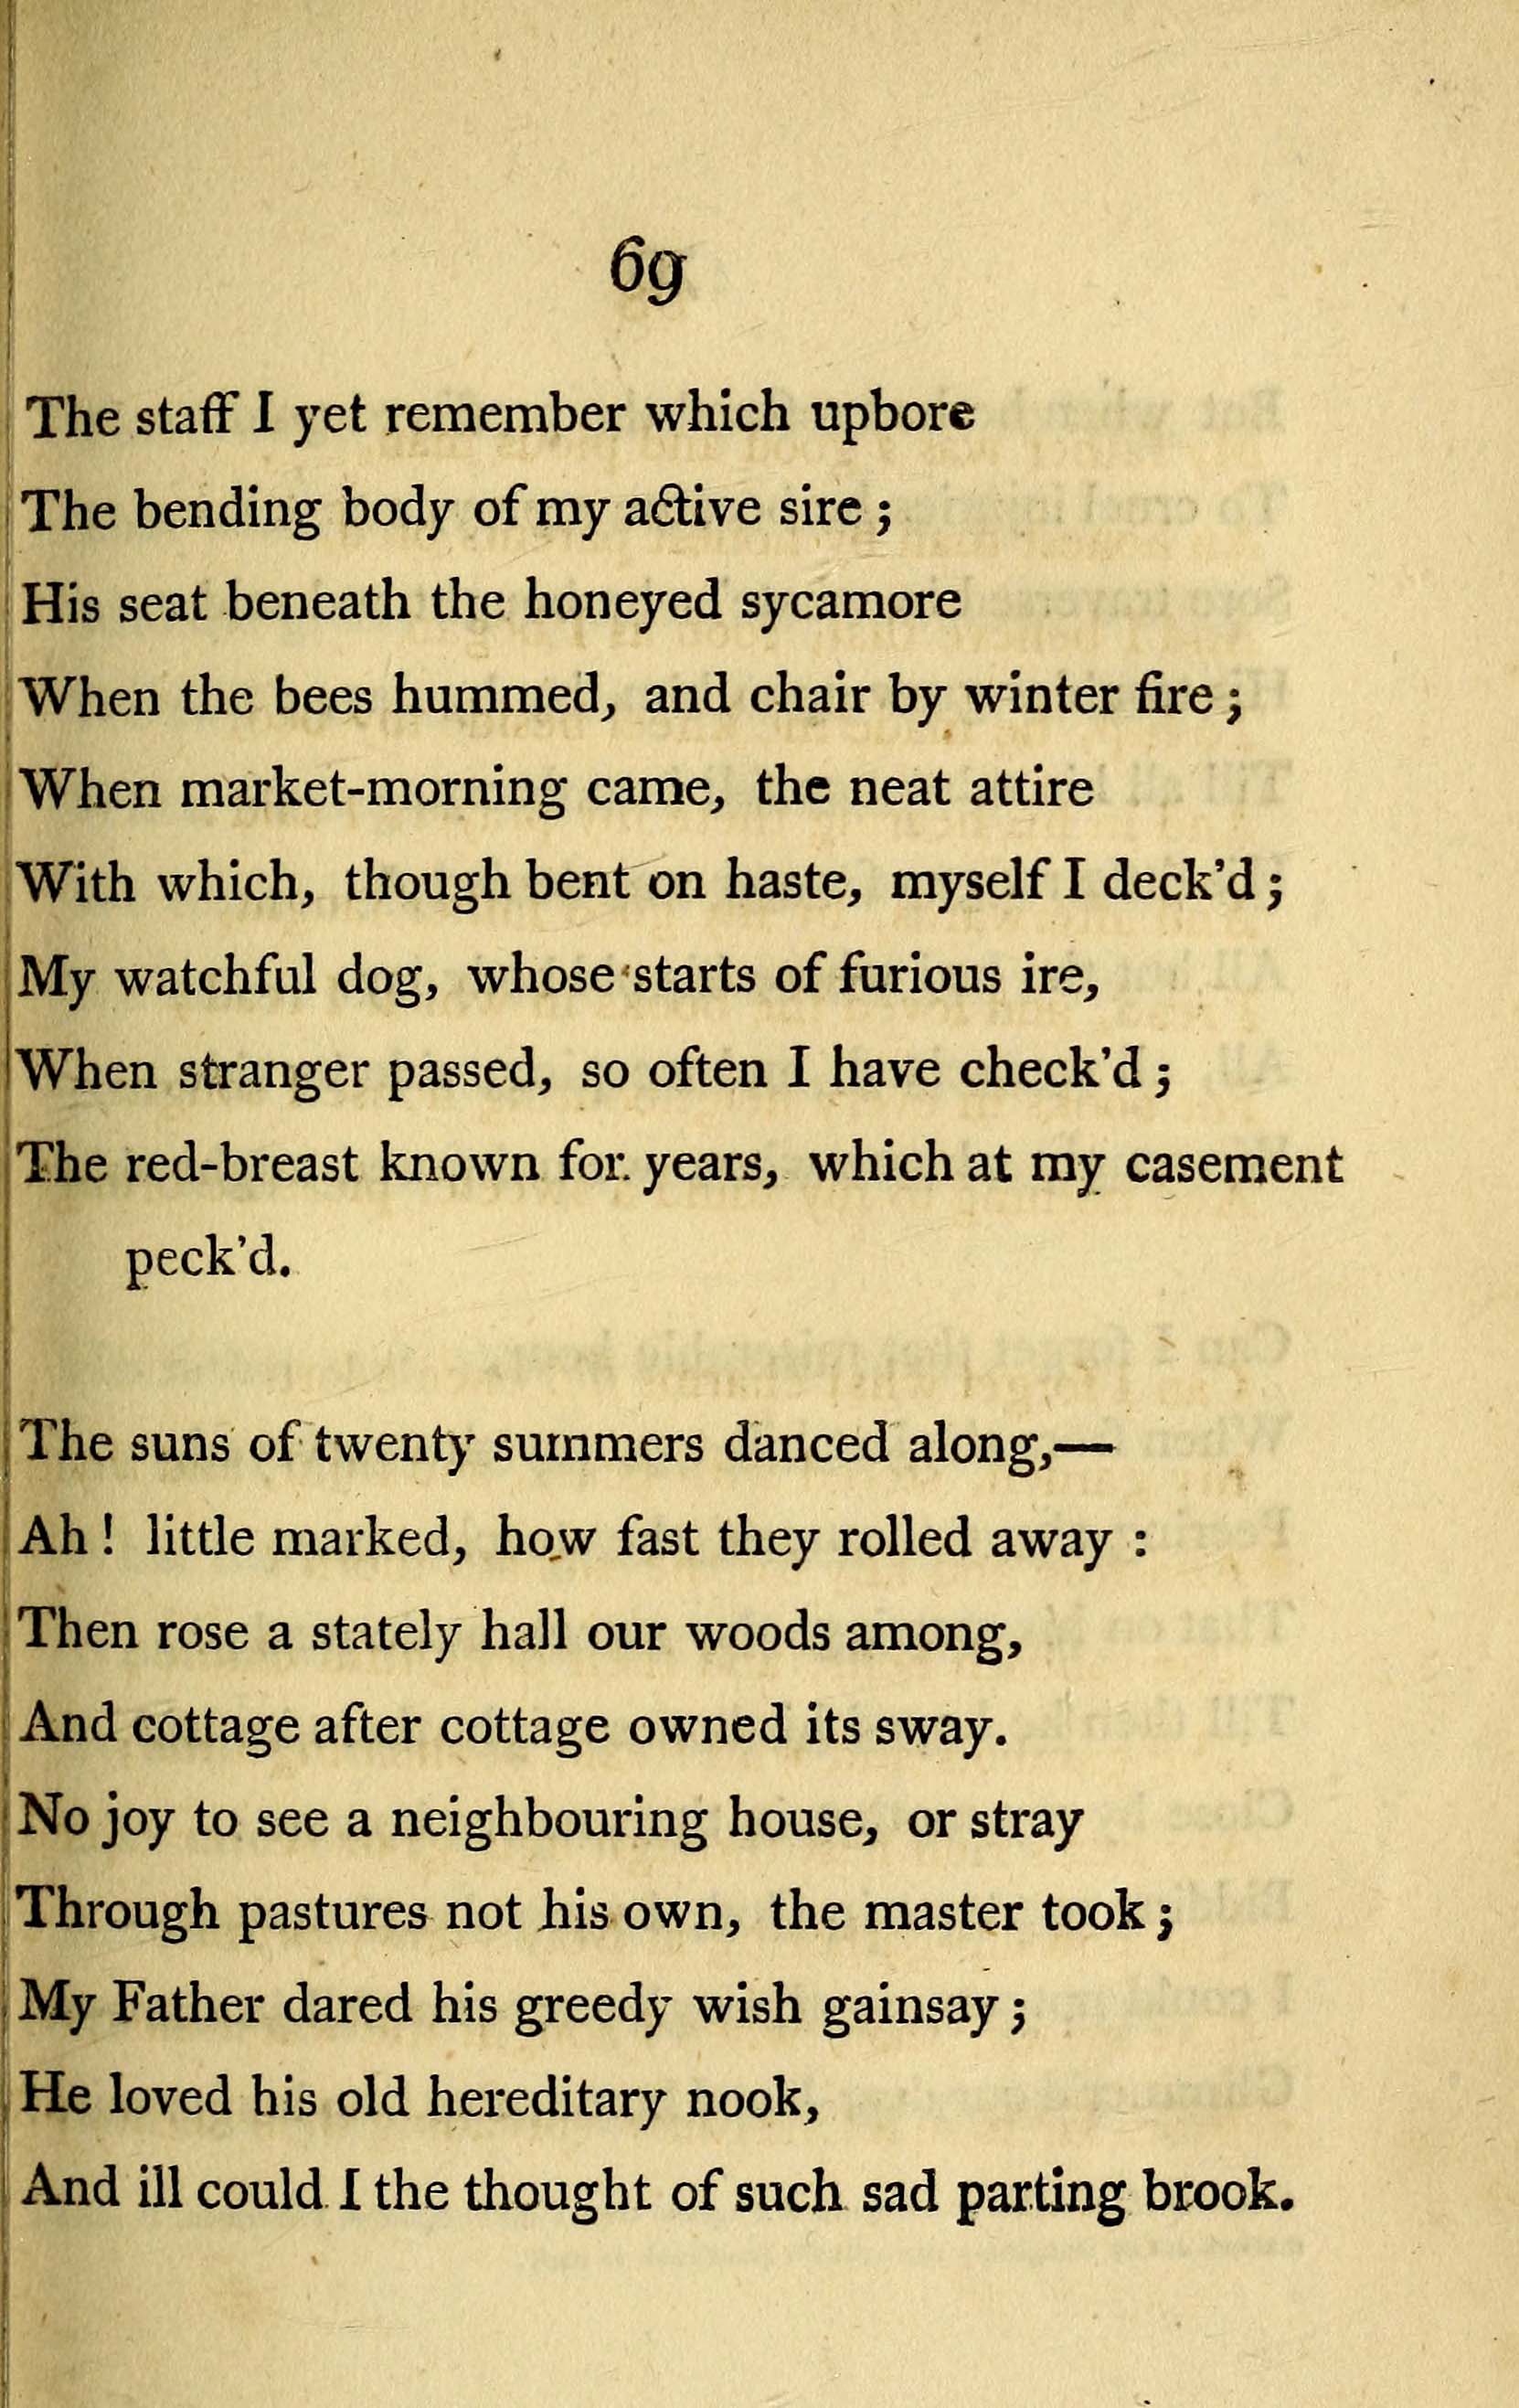 69
The staff I yet remember which upbore
The bending body of my active sire ;
His seat beneath the honeyed sycamore
When the bees hummed, and chair by winter fire ;
When market-morning came, the neat attire
With which, though bent on haste, myself I deck'd ;
My watchful dog, whose starts of furious ire,
When stranger passed, so often I have check'd ;
The red-breast known for years, which at my casement
peck'd.
The suns of twenty summers danced along,—
Ah ! little marked, how fast they rolled away :
Then rose a stately hall our woods among,
And cottage after cottage owned its sway.
No joy to see a neighbouring house, or stray
Through pastures not his own, the master took ;
My Father dared his greedy wish gainsay ;
He loved his old hereditary nook,
And ill could I the thought of such sad parting brook.